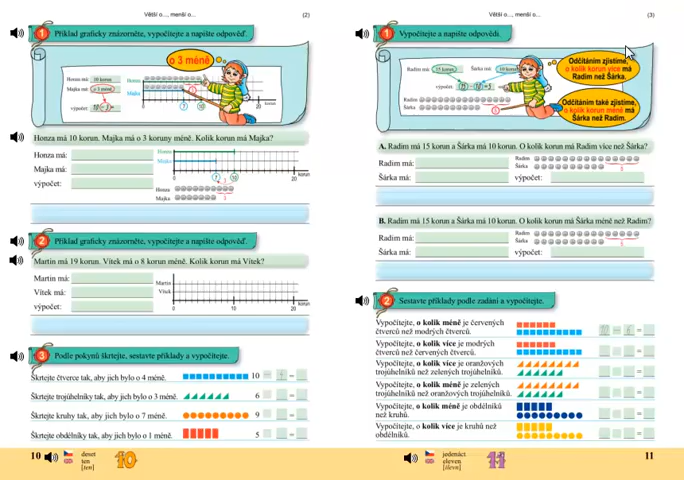 Větší o..., menší o...
(2)
1 Příklad graficky znázorněte, vypočítejte a napište odpověď.
o 3 méně
Honza má: 10 korun
Majka má: o 3 méně
výpočet: 10 - 3 =
Honza
Majka
0 7 10 20
korun
Honza má 10 korun. Majka má o 3 koruny méně. Kolik korun má Majka?
Honza má:
Majka má:
výpočet:
Honza
Majka
0 7 10 20
Honza
Majka
3
2 Příklad graficky znázorněte, vypočítejte a napište odpověď.
Martin má 19 korun. Vítek má o 8 korun méně. Kolik korun má Vítek?
Martin má:
Vítek má:
výpočet:
Martin
Vítek
0 20
korun
3 Podle pokynů škrtejte, sestavte příklady a vypočítejte.
Škrtejte čtverce tak, aby jich bylo o 4 méně. 10 =
Škrtejte trojúhelníky tak, aby jich bylo o 3 méně. 6 =
Škrtejte kruhy tak, aby jich bylo o 7 méně. 9 =
Škrtejte obdélníky tak, aby jich bylo o 1 méně. 5 =
10
deset
ten
[ten]
10
Větší o..., menší o...
(3)
1 Vypočítejte a napište odpovědi.
Radim má: 15 korun Šárka má: 10 korun
výpočet: 15 - 10 = 5
Radim
Šárka
5
Odčítáním zjistíme,
o kolik korun více má
Radim než Šárka.
Odčítáním také zjistíme,
o kolik korun méně má
Šárka než Radim.
A. Radim má 15 korun a Šárka má 10 korun. O kolik korun má Radim více než Šárka?
Radim má:
Radim
Šárka
Šárka má:
výpočet:
B. Radim má 15 korun a Šárka má 10 korun. O kolik korun má Šárka méně než Radim?
Radim má:
Radim
Šárka
Šárka má:
výpočet:
2 Sestavte příklady podle zadání a vypočítejte.
Vypočítejte, o kolik méně je červených
čtverců než modrých čtverců.
Vypočítejte, o kolik více je modrých
čtverců než červených čtverců.
Vypočítejte, o kolik více je oranžových
trojúhelníků než zelených trojúhelníků.
Vypočítejte, o kolik méně je zelených
trojúhelníků než oranžových trojúhelníků.
Vypočítejte, o kolik méně je obdélníků
než kruhů.
Vypočítejte, o kolik více je kruhů než
obdélníků.
jedenáct
eleven
[ilevn]
11
11